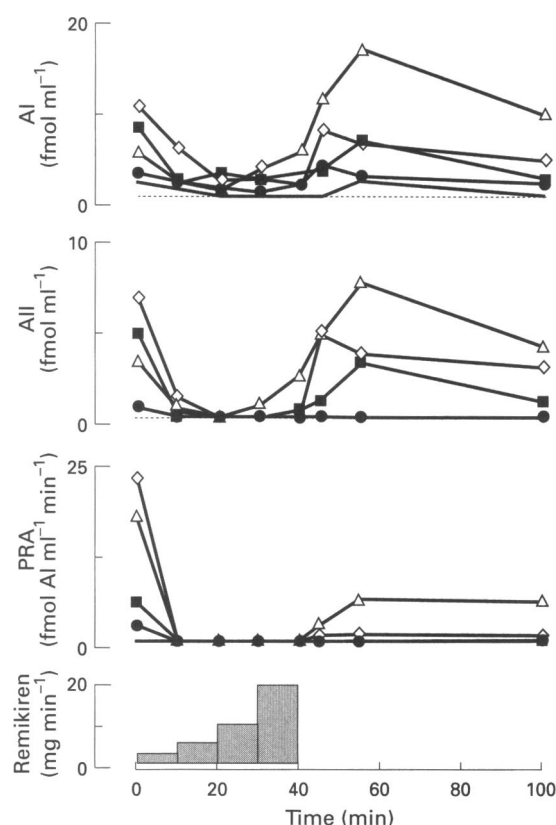 20
AI
(fmol ml⁻¹)
0
10
AII
(fmol ml⁻¹)
0
25
PRA
(fmol AI ml⁻¹ min⁻¹)
0
20
Remikiren
(mg min⁻¹)
0
0 20 40 60 80 100
Time (min)